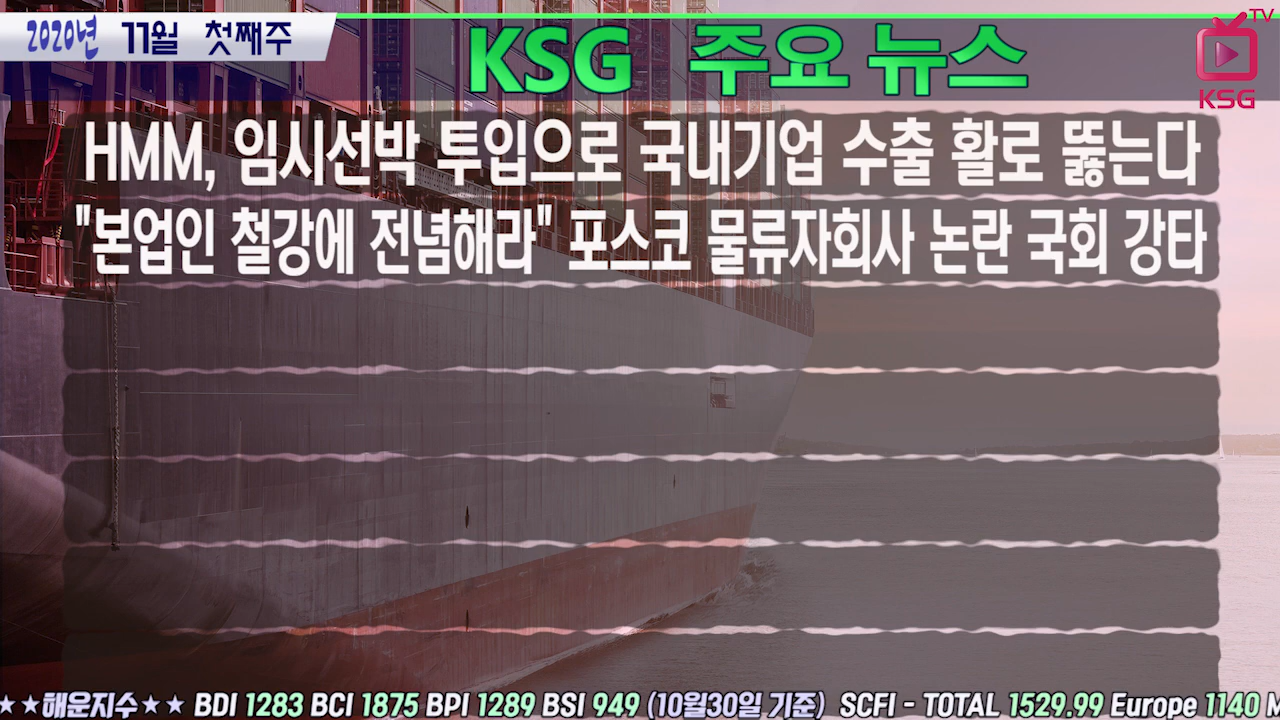 2020년 11월 첫째주
KSG 주요 뉴스
TV
KSG
HMM, 임시선박 투입으로 국내기업 수출 활로 뚫는다
"본업인 철강에 전념해라" 포스코 물류자회사 논란 국회 강타
★ ★해운지수★ ★ BDI 1283 BCI 1875 BPI 1289 BSI 949 (10월30일 기준) SCFI - TOTAL 1529.99 Europe 1140